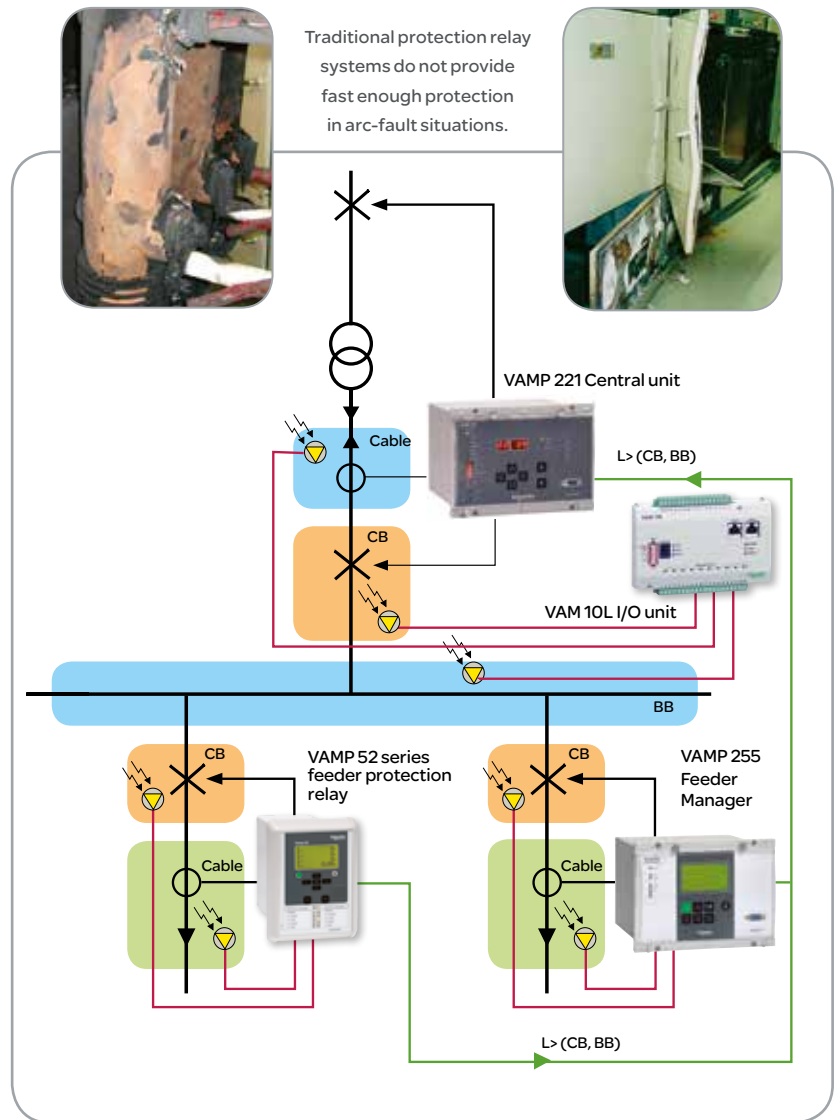 Traditional protection relay
systems do not provide
fast enough protection
in arc-fault situations.
VAMP 221 Central unit
Cable
L> (CB, BB)
CB
VAM 10L I/O unit
BB
CB
VAMP 52 series
feeder protection
relay
CB
VAMP 255
Feeder
Manager
Cable
Cable
L> (CB, BB)